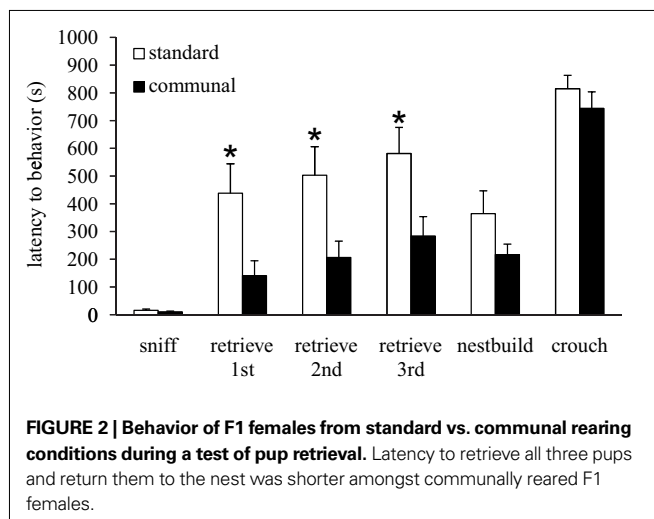 1000
900
800
700
600
500
400
300
200
100
0
latency to behavior (s)
standard
communal
*
*
*
sniff
retrieve
1st
retrieve
2nd
retrieve
3rd
nestbuild
crouch
FIGURE 2 | Behavior of F1 females from standard vs. communal rearing
conditions during a test of pup retrieval. Latency to retrieve all three pups
and return them to the nest was shorter amongst communally reared F1
females.